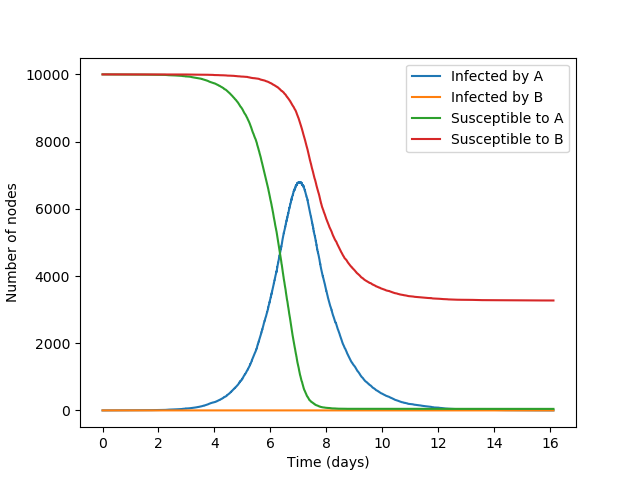 Infected by A
Infected by B
Susceptible to A
Susceptible to B
10000
8000
6000
4000
2000
0
Number of nodes
0 2 4 6 8 10 12 14 16
Time (days)